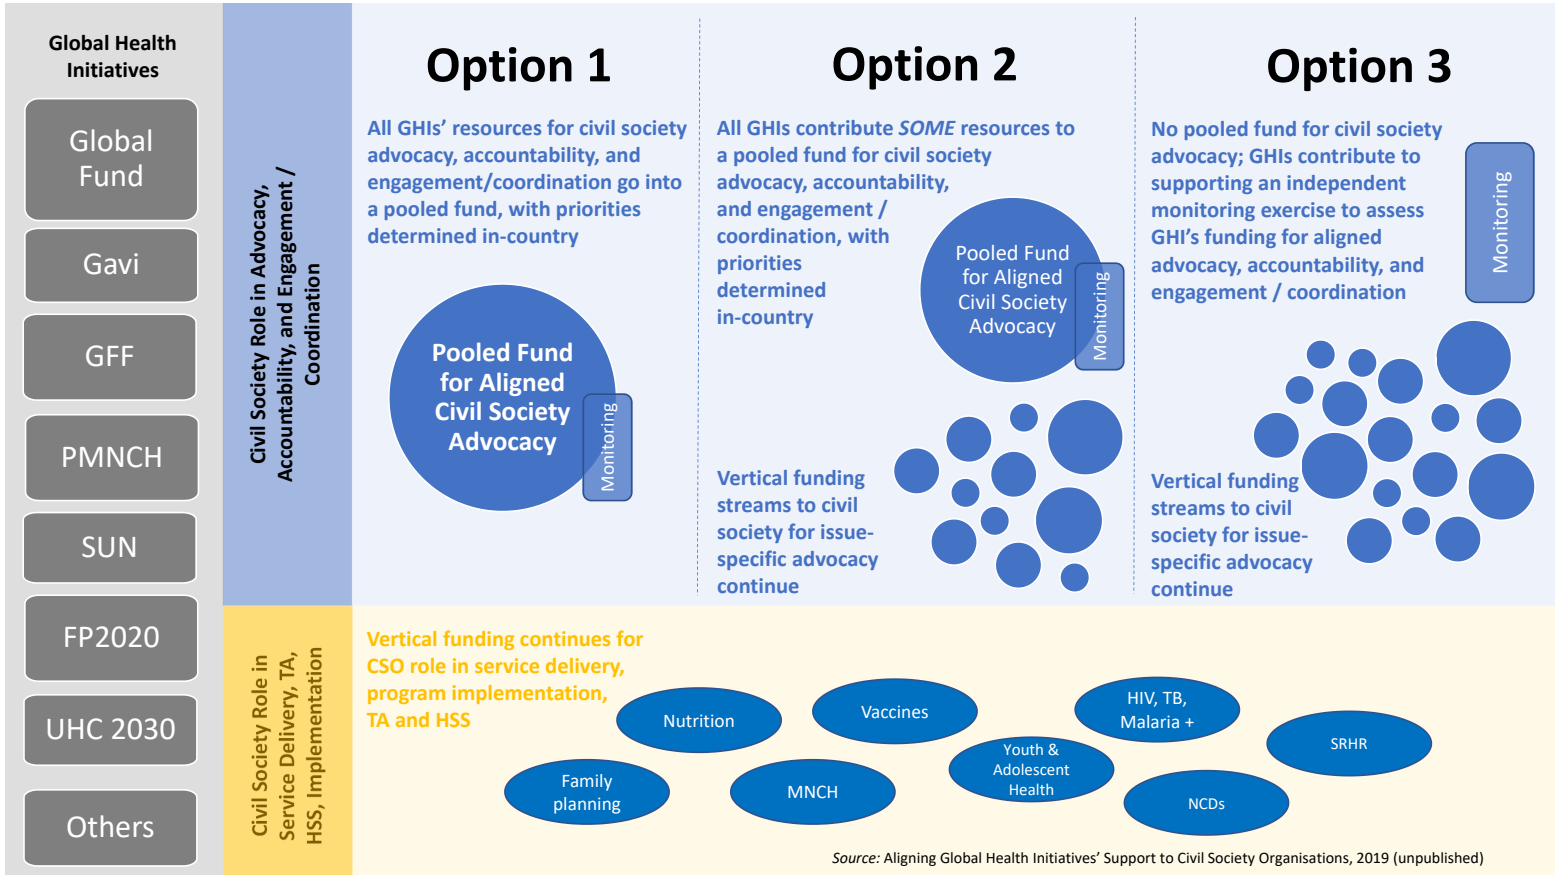 Global Health
Initiatives
Global
Fund
Gavi
GFF
PMNCH
SUN
FP2020
UHC 2030
Others
Civil Society Role in Advocacy,
Accountability, and Engagement /
Coordination
Option 1
All GHIs’ resources for civil society
advocacy, accountability, and
engagement/coordination go into
a pooled fund, with priorities
determined in-country
Pooled Fund
for Aligned
Civil Society
Advocacy
Monitoring
Option 2
All GHIs contribute SOME resources to
a pooled fund for civil society
advocacy, accountability,
and engagement /
coordination, with
priorities
determined
in-country
Pooled Fund
for Aligned
Civil Society
Advocacy
Monitoring
Vertical funding
streams to civil
society for issue-
specific advocacy
continue
Option 3
No pooled fund for civil society
advocacy; GHIs contribute to
supporting an independent
monitoring exercise to assess
GHI’s funding for aligned
advocacy, accountability, and
engagement / coordination
Monitoring
Vertical funding
streams to civil
society for issue-
specific advocacy
continue
Civil Society Role in
Service Delivery, TA,
HSS, Implementation
Vertical funding continues for
CSO role in service delivery,
program implementation,
TA and HSS
Nutrition
Vaccines
HIV, TB,
Malaria +
SRHR
Family
planning
MNCH
Youth &
Adolescent
Health
NCDs
Source: Aligning Global Health Initiatives’ Support to Civil Society Organisations, 2019 (unpublished)